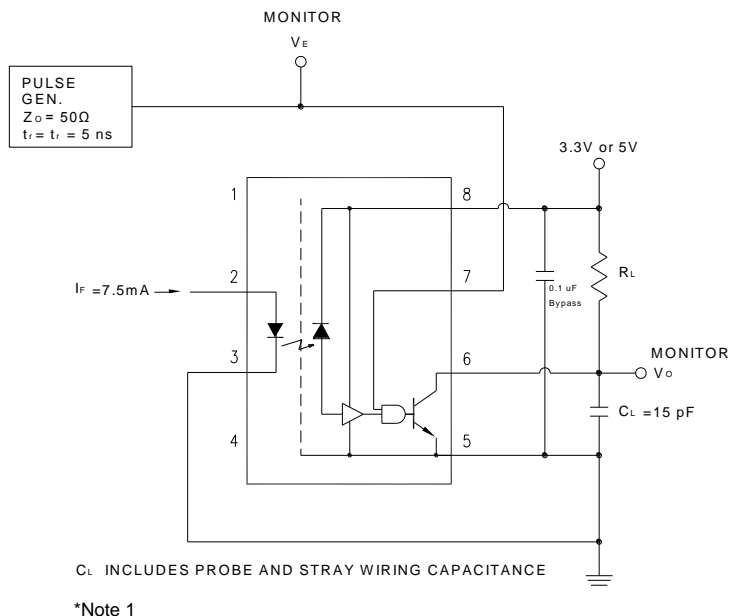 MONITOR
VE
PULSE
GEN.
ZO = 50Ω
tr = tr = 5 ns
3.3V or 5V
1
8
2
7
IF =7.5mA
0.1 uF
Bypass
RL
3
6
MONITOR
VO
CL =15 pF
4
5
CL INCLUDES PROBE AND STRAY WIRING CAPACITANCE
*Note 1